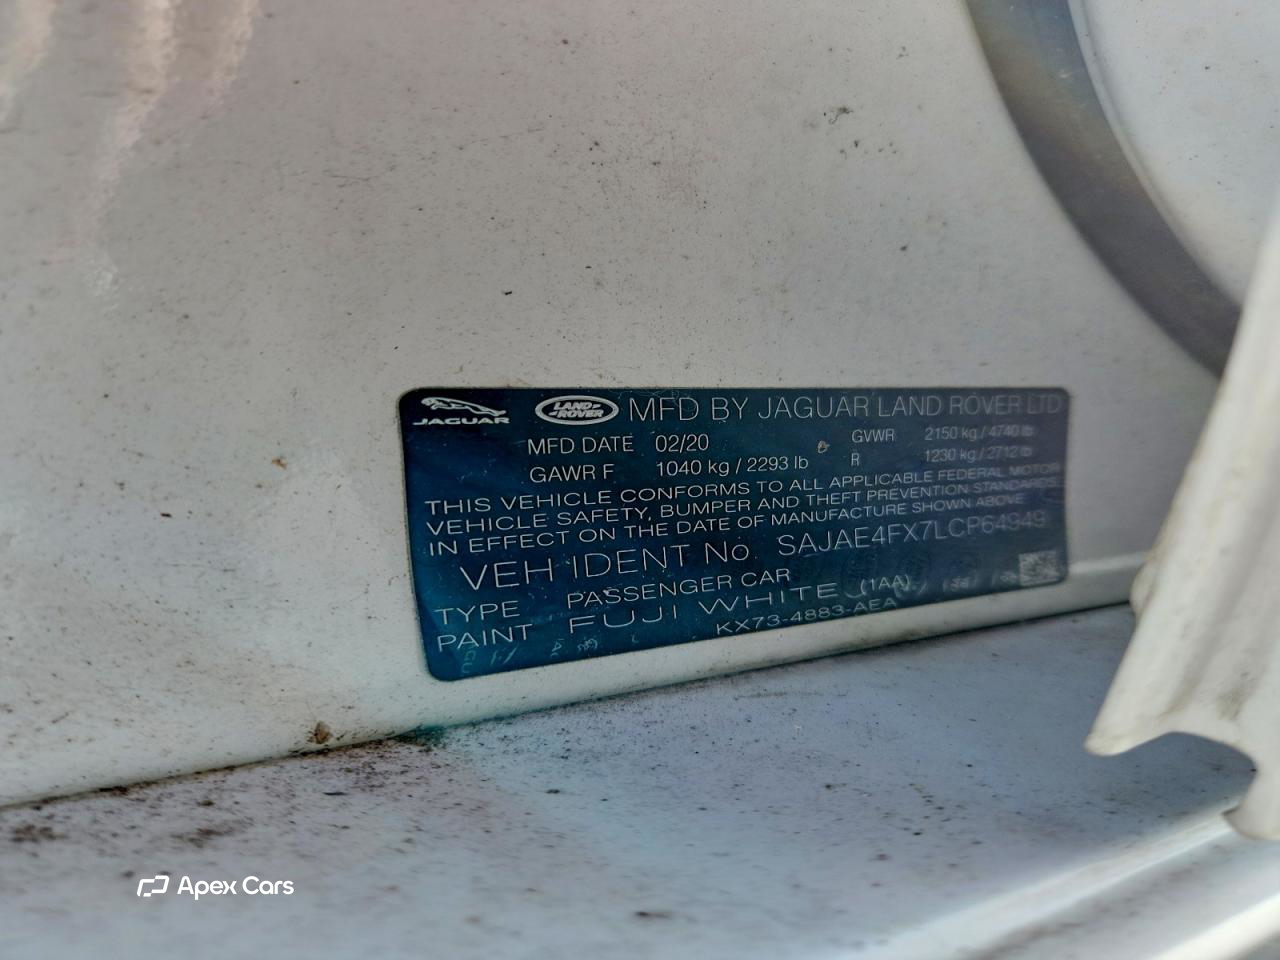 JAGUAR LAND-ROVER MFD BY JAGUAR LAND ROVER LTD
MFD DATE 02/20 GVWR 2150 kg / 4740 lb
GAWR F 1040 kg / 2293 lb R 1230 kg / 2712 lb
THIS VEHICLE CONFORMS TO ALL APPLICABLE FEDERAL MOTOR
VEHICLE SAFETY, BUMPER AND THEFT PREVENTION STANDARDS
IN EFFECT ON THE DATE OF MANUFACTURE SHOWN ABOVE
VEH IDENT No. SAJAE4FX7LCP64949
TYPE PASSENGER CAR
PAINT FUJI WHITE (1AA)
KX73-4883-AEA
Apex Cars